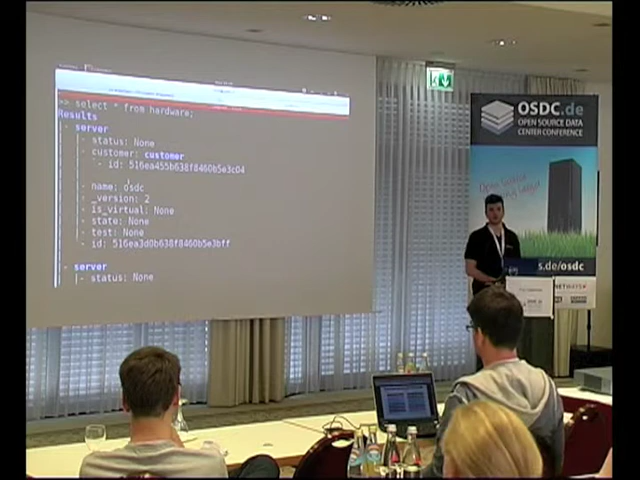 >> select * from hardware;
Results
|- server
|- status: None
|- customer: customer
`- id: 516ea455b638f8460b5e3c04
|- name: osdc
|- _version: 2
|- is_virtual: None
|- state: None
|- test: None
`- id: 516ea3d0b638f8460b5e3bff
|- server
|- status: None
OSDC.de
OPEN SOURCE DATA
CENTER CONFERENCE
s.de/osdc
NETWAYS